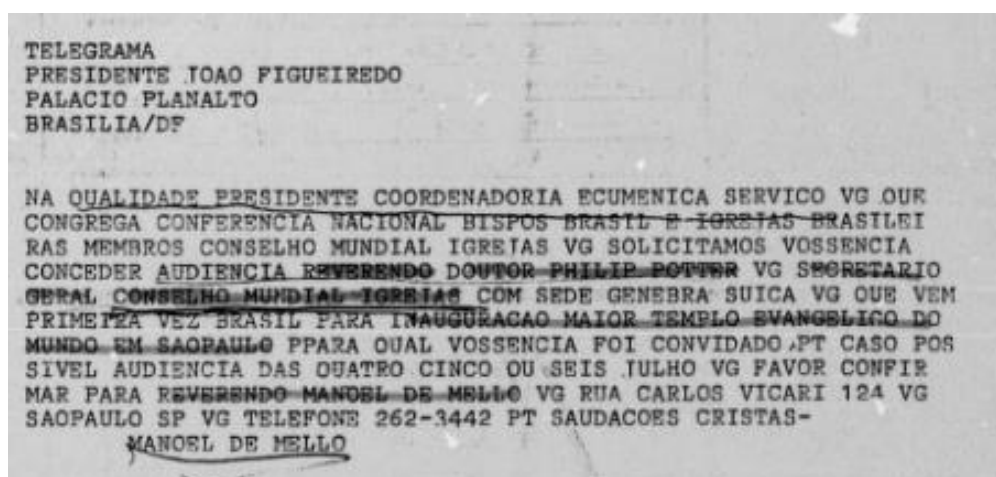 TELEGRAMA
PRESIDENTE JOAO FIGUEIREDO
PALACIO PLANALTO
BRASILIA/DF
NA QUALIDADE PRESIDENTE COORDENADORIA ECUMENICA SERVICO VG QUE
CONGREGA CONFERENCIA NACIONAL BISPOS BRASIL E IGREJAS BRASILEI
RAS MEMBROS CONSELHO MUNDIAL IGREJAS VG SOLICITAMOS VOSSENCIA
CONCEDER AUDIENCIA REVERENDO DOUTOR PHILIP POTTER VG SECRETARIO
GERAL CONSELHO MUNDIAL IGREJAS COM SEDE GENEBRA SUICA VG QUE VEM
PRIMEIRA VEZ BRASIL PARA INAUGURACAO MAIOR TEMPLO EVANGELICO DO
MUNDO EM SAOPAULO PPARA QUAL VOSSENCIA FOI CONVIDADO PT CASO POS
SIVEL AUDIENCIA DAS QUATRO CINCO OU SEIS JULHO VG FAVOR CONFIR
MAR PARA REVERENDO MANOEL DE MELLO VG RUA CARLOS VICARI 124 VG
SAOPAULO SP VG TELEFONE 262-3442 PT SAUDACOES CRISTAS-
MANOEL DE MELLO